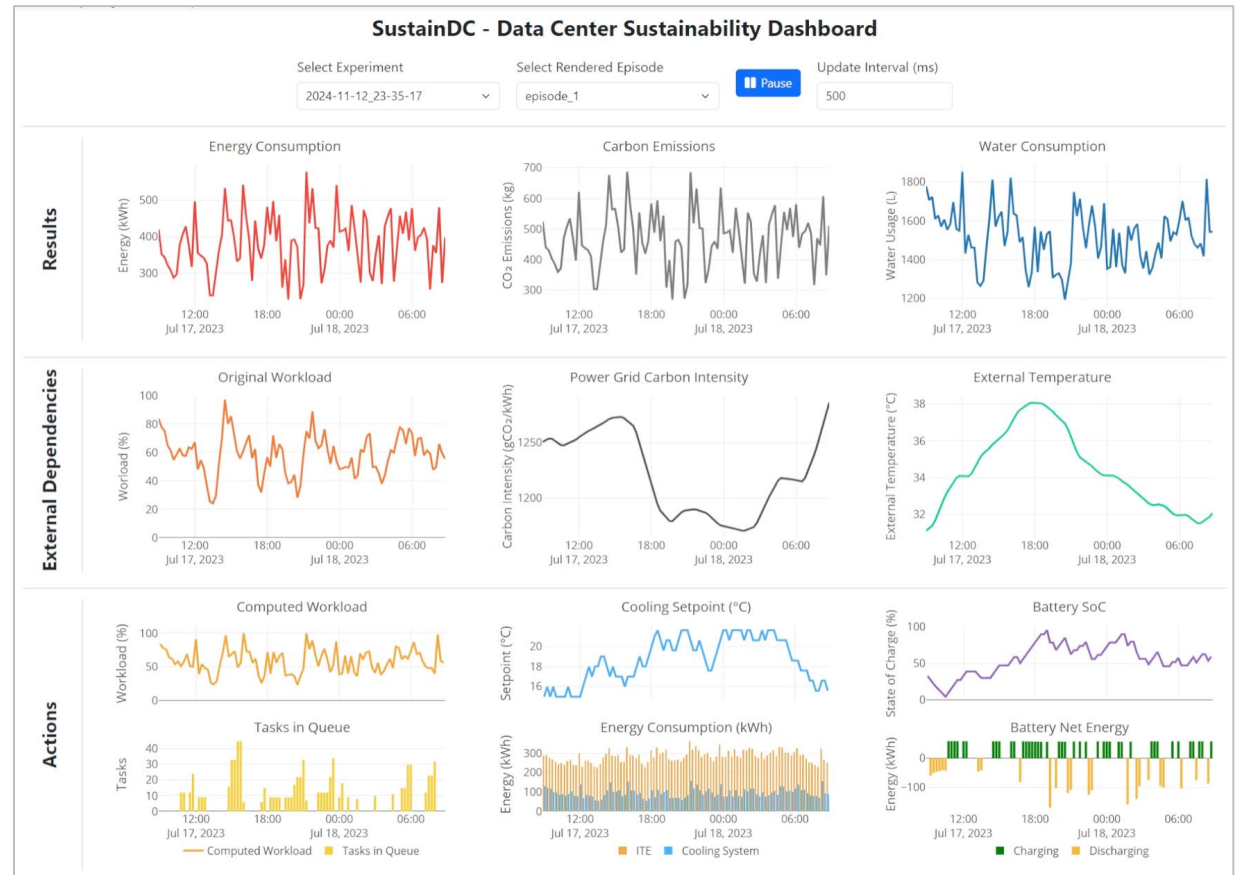 SustainDC - Data Center Sustainability Dashboard
Select Experiment
Select Rendered Episode
Update Interval (ms)
2024-11-12_23-35-17
episode_1
Pause
500
Results
Energy Consumption
Energy (kWh)
500
400
300
12:00 18:00 00:00 06:00
Jul 17, 2023 Jul 18, 2023
Carbon Emissions
CO₂ Emissions (kg)
700
600
500
400
300
12:00 18:00 00:00 06:00
Jul 17, 2023 Jul 18, 2023
Water Consumption
Water Usage (L)
1800
1600
1400
1200
12:00 18:00 00:00 06:00
Jul 17, 2023 Jul 18, 2023
External Dependencies
Original Workload
Worload (%)
100
80
60
40
20
0
12:00 18:00 00:00 06:00
Jul 17, 2023 Jul 18, 2023
Power Grid Carbon Intensity
Carbon Intensity (gCO₂/kWh)
1250
1200
12:00 18:00 00:00 06:00
Jul 17, 2023 Jul 18, 2023
External Temperature
External Temperature (°C)
38
36
34
32
12:00 18:00 00:00 06:00
Jul 17, 2023 Jul 18, 2023
Actions
Computed Workload
Workload (%)
100
50
0
Tasks in Queue
Tasks
40
30
20
10
0
12:00 18:00 00:00 06:00
Jul 17, 2023 Jul 18, 2023
Computed Workload Tasks in Queue
Cooling Setpoint (°C)
Setpoint (°C)
20
18
16
Energy Consumption (kWh)
Energy (kWh)
300
200
100
0
12:00 18:00 00:00 06:00
Jul 17, 2023 Jul 18, 2023
ITE Cooling System
Battery SoC
State of Charge (%)
100
50
0
Battery Net Energy
Energy (kWh)
0
−100
12:00 18:00 00:00 06:00
Jul 17, 2023 Jul 18, 2023
Charging Discharging